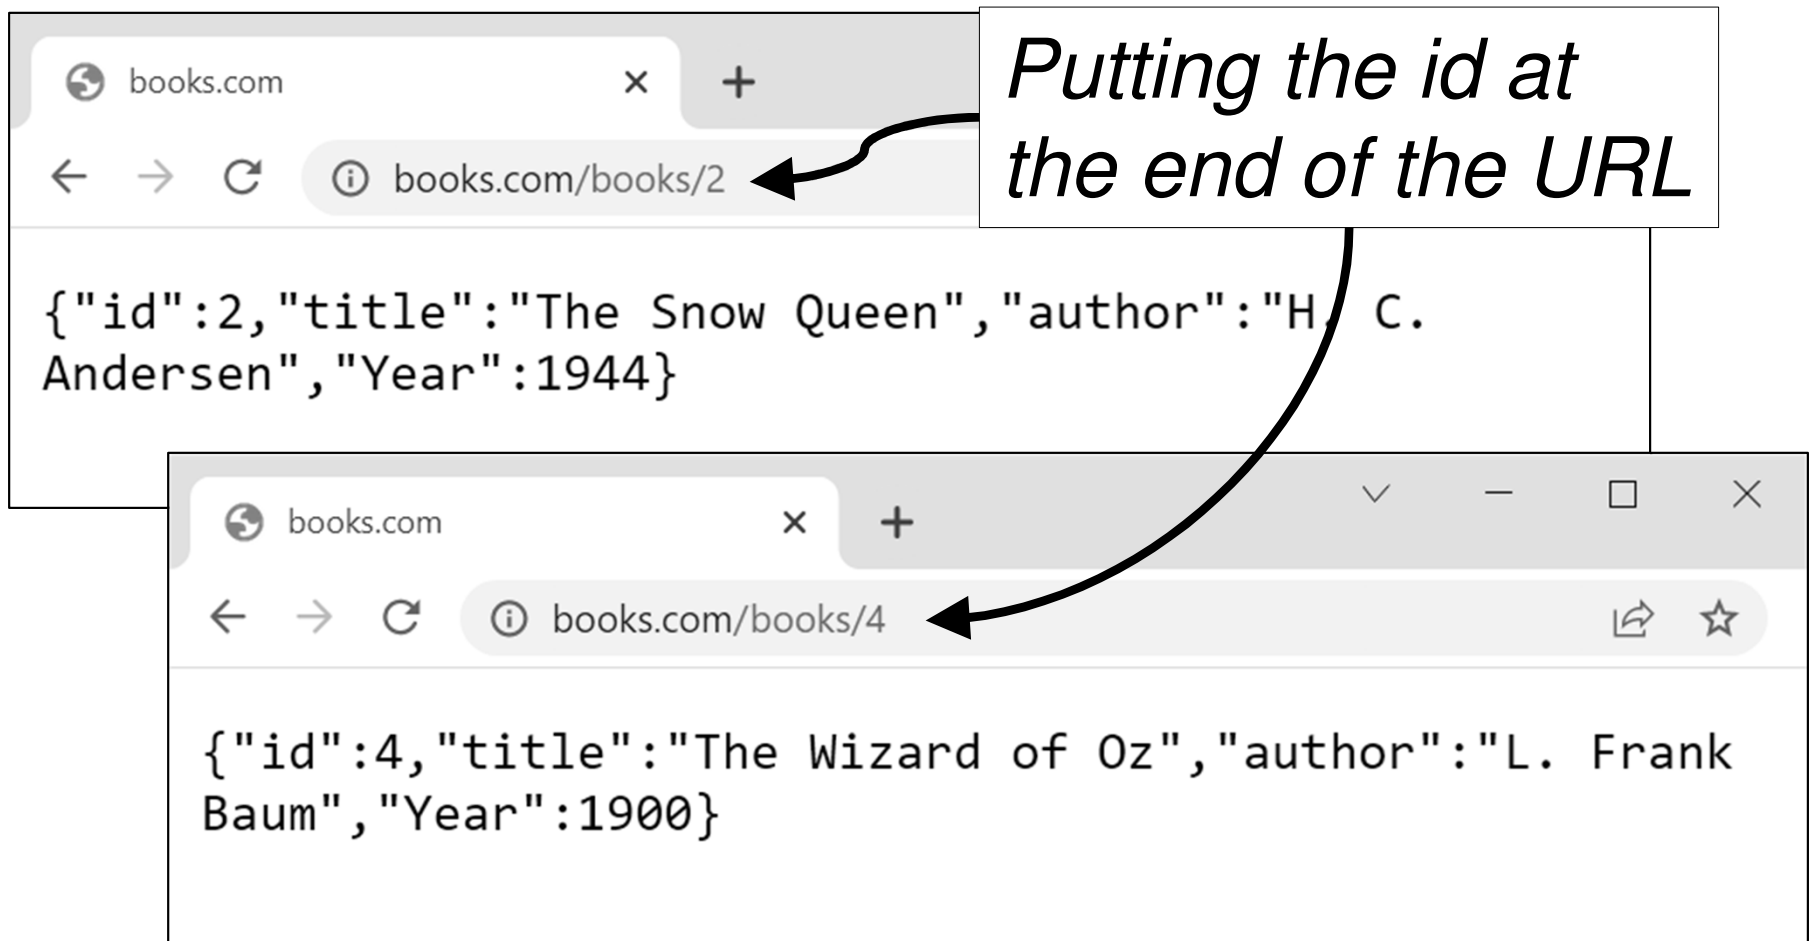 books.com
Putting the id at
the end of the URL
books.com/books/2
{"id":2,"title":"The Snow Queen","author":"H. C.
Andersen","Year":1944}
books.com
books.com/books/4
{"id":4,"title":"The Wizard of Oz","author":"L. Frank
Baum","Year":1900}